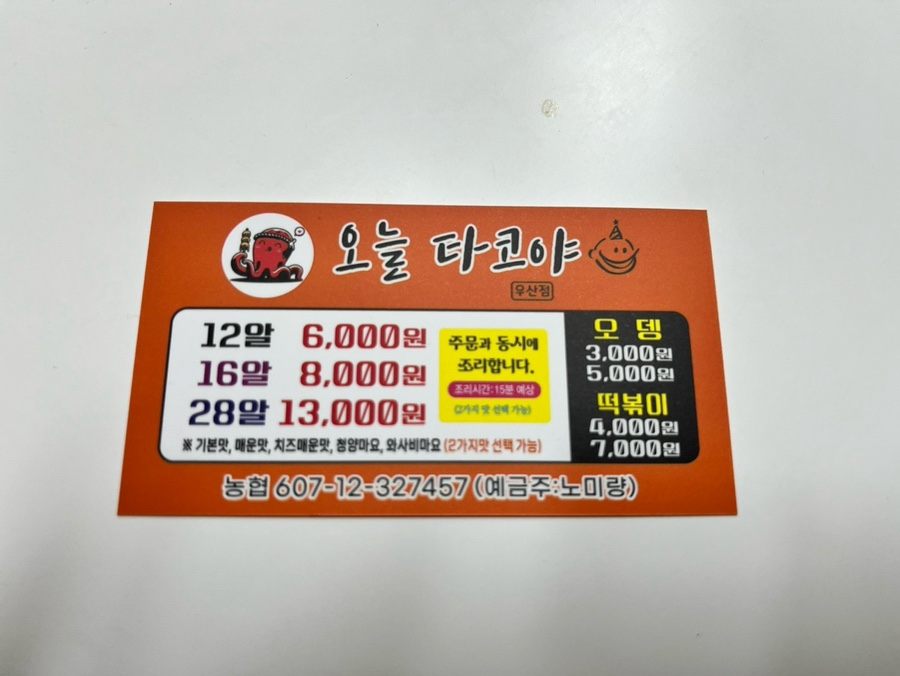 오늘 타코야
우산점
12알 6,000원
16알 8,000원
28알 13,000원
주문과 동시에
조리합니다.
조리시간:15분 예상
(2가지 맛 선택 가능)
※ 기본맛, 매운맛, 치즈매운맛, 청양마요, 와사비마요 (2가지맛 선택 가능)
오 뎅
3,000원
5,000원
떡볶이
4,000원
7,000원
농협 607-12-327457 (예금주:노미량)